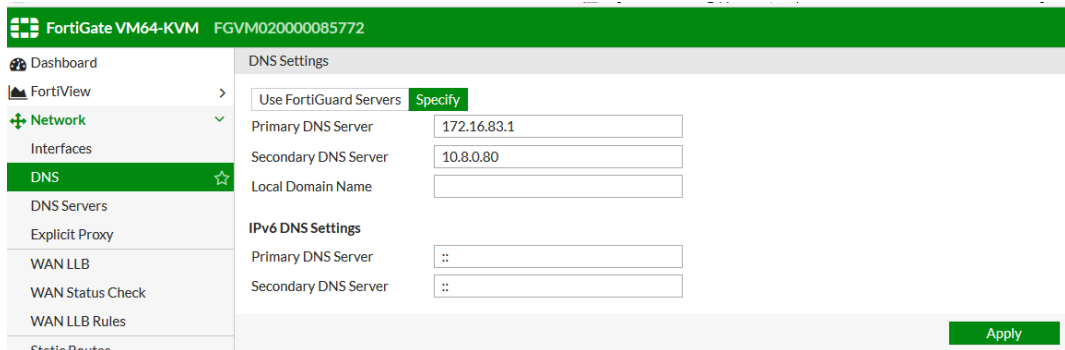 FortiGate VM64-KVM FGVM020000085772
Dashboard
FortiView
Network
Interfaces
DNS
DNS Servers
Explicit Proxy
WAN LLB
WAN Status Check
WAN LLB Rules
Static Routes
DNS Settings
Use FortiGuard Servers Specify
Primary DNS Server 172.16.83.1
Secondary DNS Server 10.8.0.80
Local Domain Name
IPv6 DNS Settings
Primary DNS Server ::
Secondary DNS Server ::
Apply